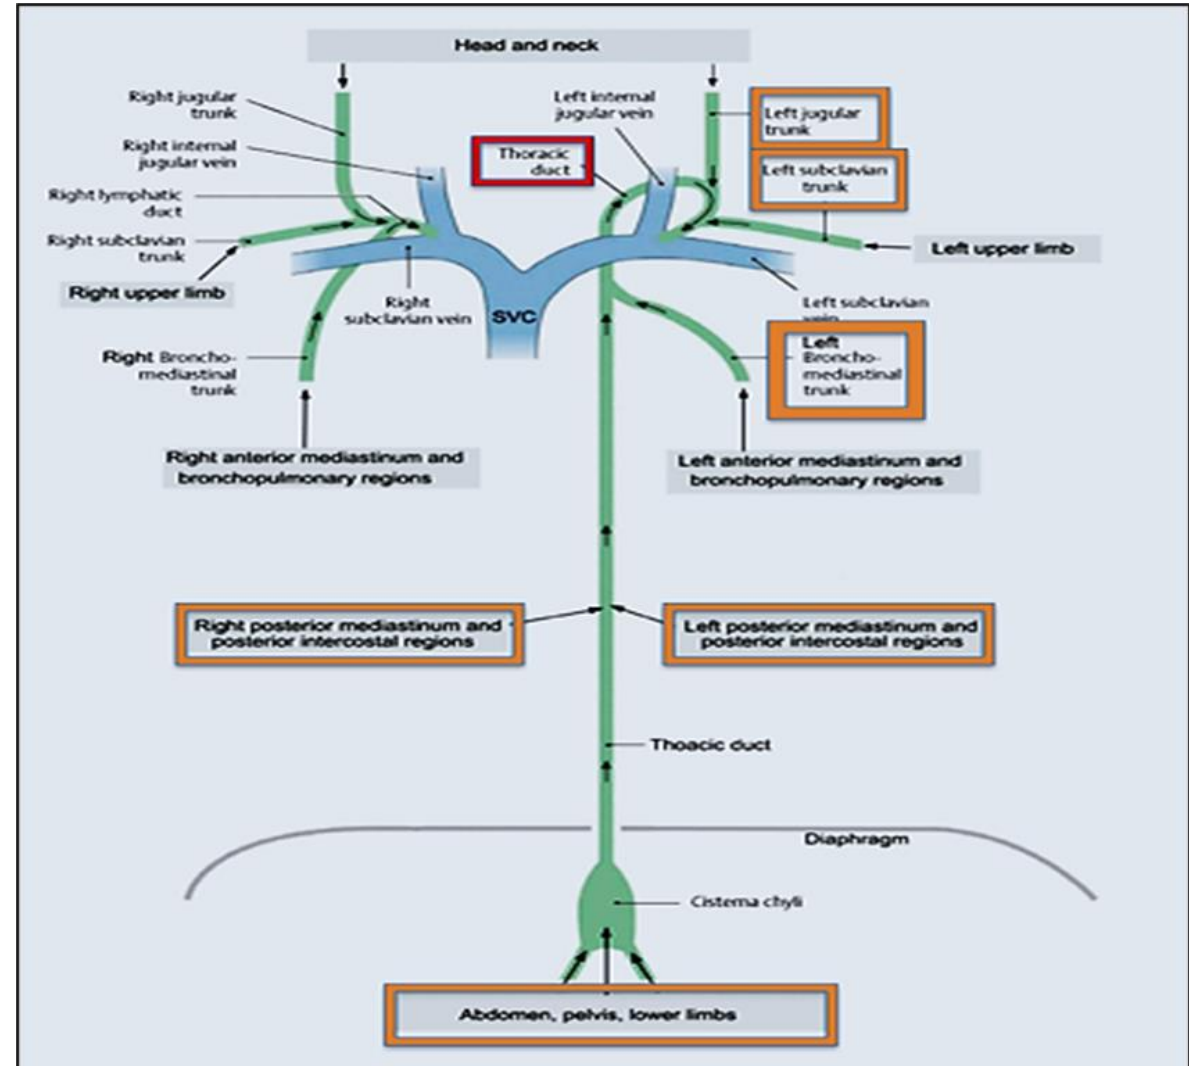 Head and neck
Right jugular
trunk
Right internal
jugular vein
Right lymphatic
duct
Right subclavian
trunk
Right upper limb
Left internal
jugular vein
Thoracic
duct
Left jugular
trunk
Left subclavian
trunk
Left upper limb
Right
subclavian vein
SVC
Left subclavian
vein
Right Broncho-
mediastinal
trunk
Left
Broncho-
mediastinal
trunk
Right anterior mediastinum and
bronchopulmonary regions
Left anterior mediastinum and
bronchopulmonary regions
Right posterior mediastinum and
posterior intercostal regions
Left posterior mediastinum and
posterior intercostal regions
Thoacic duct
Diaphragm
Cisterna chyli
Abdomen, pelvis, lower limbs